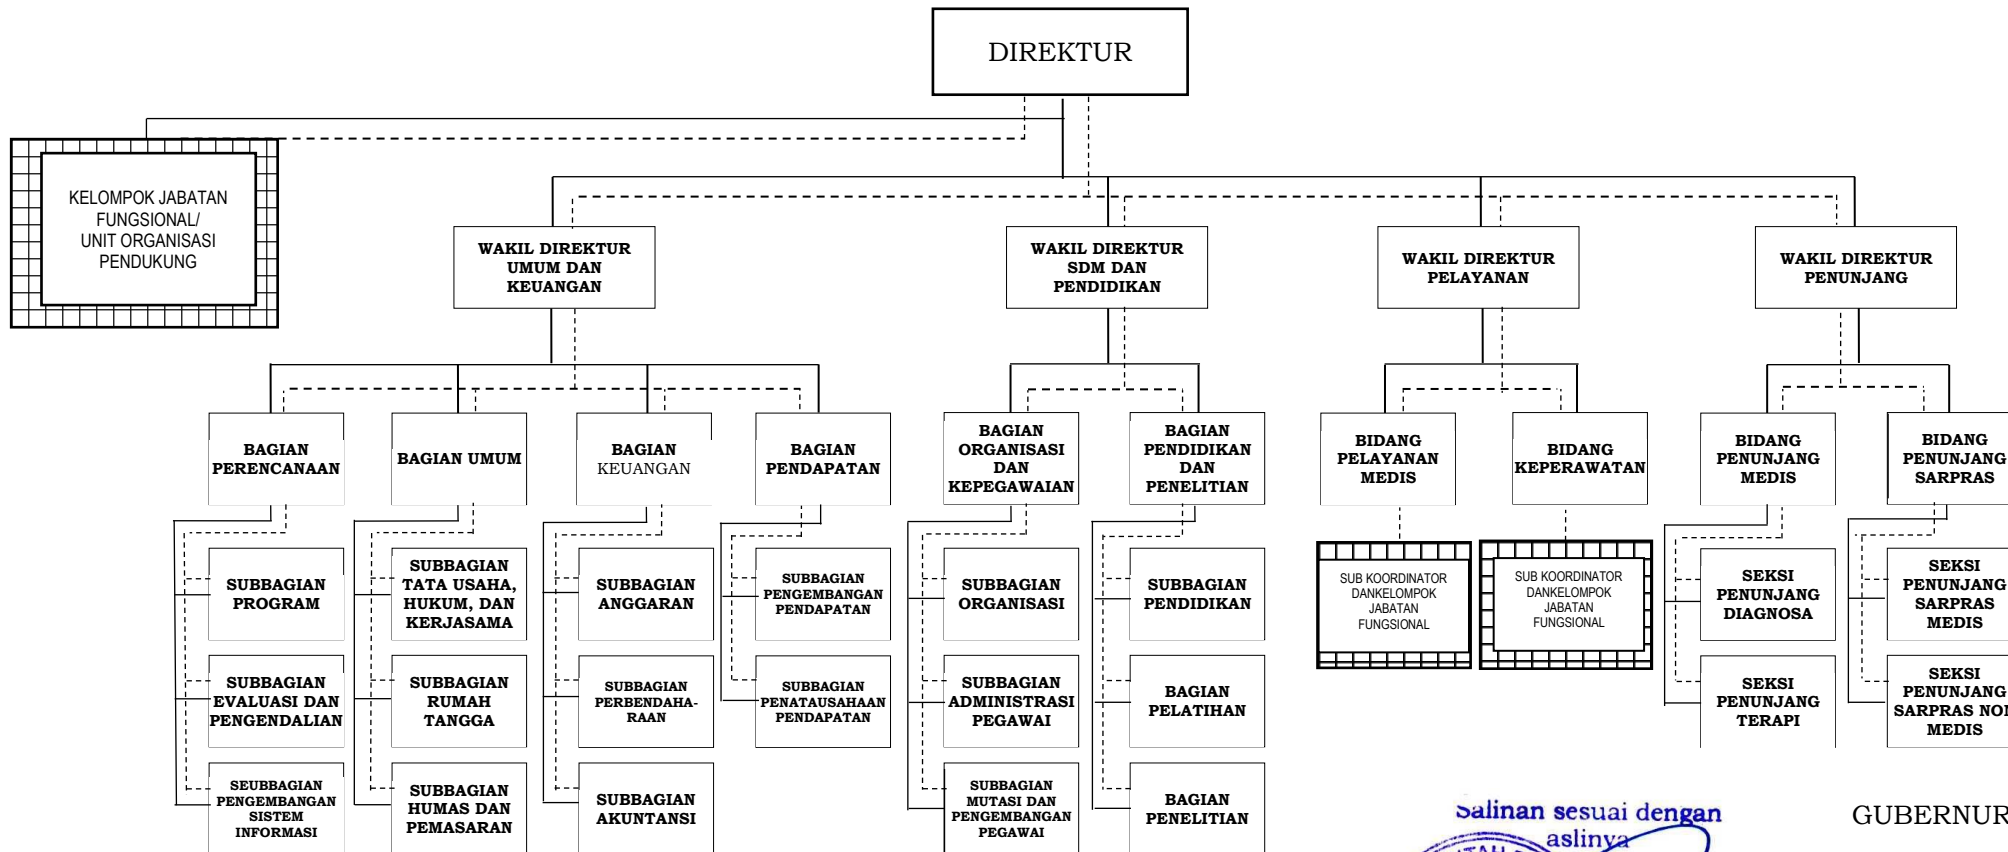 DIREKTUR
KELOMPOK JABATAN
FUNGSIONAL/
UNIT ORGANISASI
PENDUKUNG
WAKIL DIREKTUR
UMUM DAN
KEUANGAN
WAKIL DIREKTUR
SDM DAN
PENDIDIKAN
WAKIL DIREKTUR
PELAYANAN
WAKIL DIREKTUR
PENUNJANG
BAGIAN
PERENCANAAN
BAGIAN UMUM
BAGIAN
KEUANGAN
BAGIAN
PENDAPATAN
BAGIAN
ORGANISASI
DAN
KEPEGAWAIAN
BAGIAN
PENDIDIKAN
DAN
PENELITIAN
BIDANG
PELAYANAN
MEDIS
BIDANG
KEPERAWATAN
BIDANG
PENUNJANG
MEDIS
BIDANG
PENUNJANG
SARPRAS
SUBBAGIAN
PROGRAM
SUBBAGIAN
TATA USAHA,
HUKUM, DAN
KERJASAMA
SUBBAGIAN
ANGGARAN
SUBBAGIAN
PENGEMBANGAN
PENDAPATAN
SUBBAGIAN
ORGANISASI
SUBBAGIAN
PENDIDIKAN
SUB KOORDINATOR
DANKELOMPOK
JABATAN
FUNGSIONAL
SUB KOORDINATOR
DANKELOMPOK
JABATAN
FUNGSIONAL
SEKSI
PENUNJANG
DIAGNOSA
SEKSI
PENUNJANG
SARPRAS
MEDIS
SUBBAGIAN
EVALUASI DAN
PENGENDALIAN
SUBBAGIAN
RUMAH
TANGGA
SUBBAGIAN
PERBENDAHA-
RAAN
SUBBAGIAN
PENATAUSAHAAN
PENDAPATAN
SUBBAGIAN
ADMINISTRASI
PEGAWAI
BAGIAN
PELATIHAN
SEKSI
PENUNJANG
TERAPI
SEKSI
PENUNJANG
SARPRAS NON
MEDIS
SEUBBAGIAN
PENGEMBANGAN
SISTEM
INFORMASI
SUBBAGIAN
HUMAS DAN
PEMASARAN
SUBBAGIAN
AKUNTANSI
SUBBAGIAN
MUTASI DAN
PENGEMBANGAN
PEGAWAI
BAGIAN
PENELITIAN
Salinan sesuai dengan
aslinya
GUBERNUR